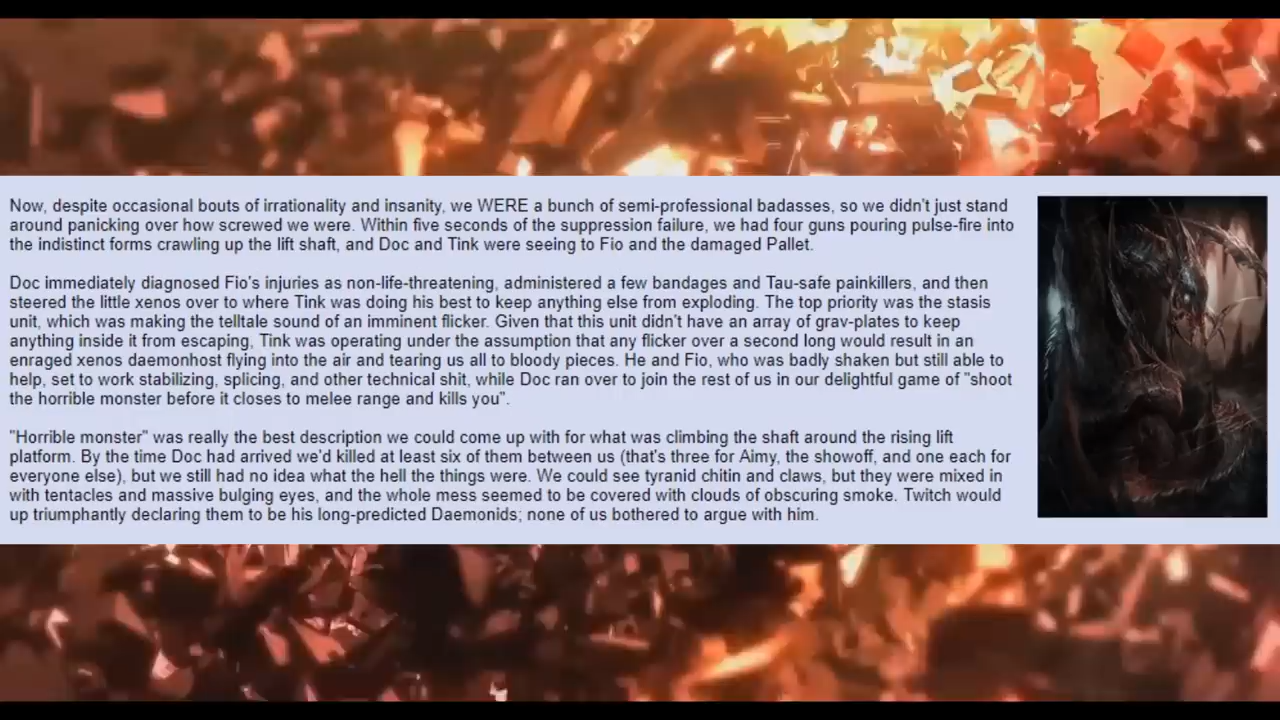 Now, despite occasional bouts of irrationality and insanity, we WERE a bunch of semi-professional badasses, so we didn't just stand
around panicking over how screwed we were. Within five seconds of the suppression failure, we had four guns pouring pulse-fire into
the indistinct forms crawling up the lift shaft, and Doc and Tink were seeing to Fio and the damaged Pallet.
Doc immediately diagnosed Fio's injuries as non-life-threatening, administered a few bandages and Tau-safe painkillers, and then
steered the little xenos over to where Tink was doing his best to keep anything else from exploding. The top priority was the stasis
unit, which was making the telltale sound of an imminent flicker. Given that this unit didn't have an array of grav-plates to keep
anything inside it from escaping, Tink was operating under the assumption that any flicker over a second long would result in an
enraged xenos daemonhost flying into the air and tearing us all to bloody pieces. He and Fio, who was badly shaken but still able to
help, set to work stabilizing, splicing, and other technical shit, while Doc ran over to join the rest of us in our delightful game of "shoot
the horrible monster before it closes to melee range and kills you".
"Horrible monster" was really the best description we could come up with for what was climbing the shaft around the rising lift
platform. By the time Doc had arrived we'd killed at least six of them between us (that's three for Aimy, the showoff, and one each for
everyone else), but we still had no idea what the hell the things were. We could see tyranid chitin and claws, but they were mixed in
with tentacles and massive bulging eyes, and the whole mess seemed to be covered with clouds of obscuring smoke. Twitch would
up triumphantly declaring them to be his long-predicted Daemonids; none of us bothered to argue with him.